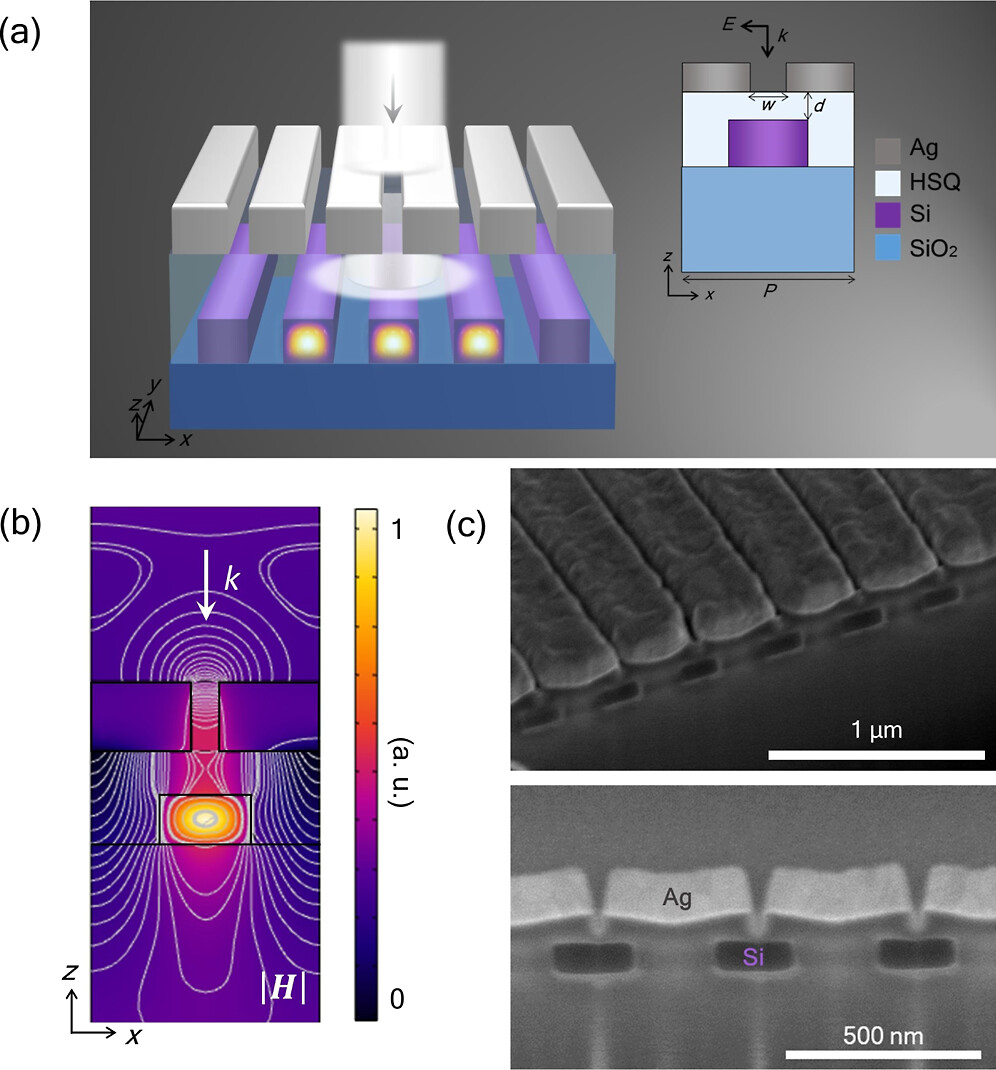 (a)
E
k
w
d
P
z
x
Ag
HSQ
Si
SiO₂
y
z
x
(b)
k
1
(a. u.)
0
|H|
z
x
(c)
1 μm
Ag
Si
500 nm